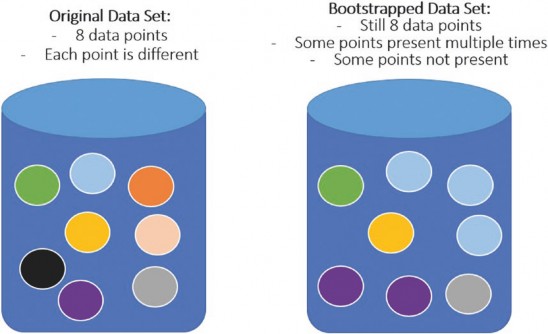 Original Data Set:
- 8 data points
- Each point is different
Bootstrapped Data Set:
- Still 8 data points
- Some points present multiple times
- Some points not present